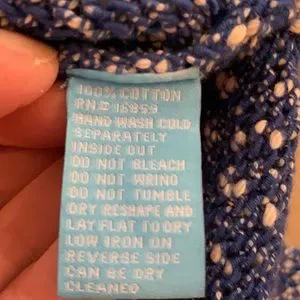 100% COTTON
RN# 16959
HAND WASH COLD
SEPARATELY
INSIDE OUT
DO NOT BLEACH
DO NOT WRING
DO NOT TUMBLE
DRY RESHAPE AND
LAY FLAT TO DRY
LOW IRON ON
REVERSE SIDE
CAN BE DRY
CLEANED